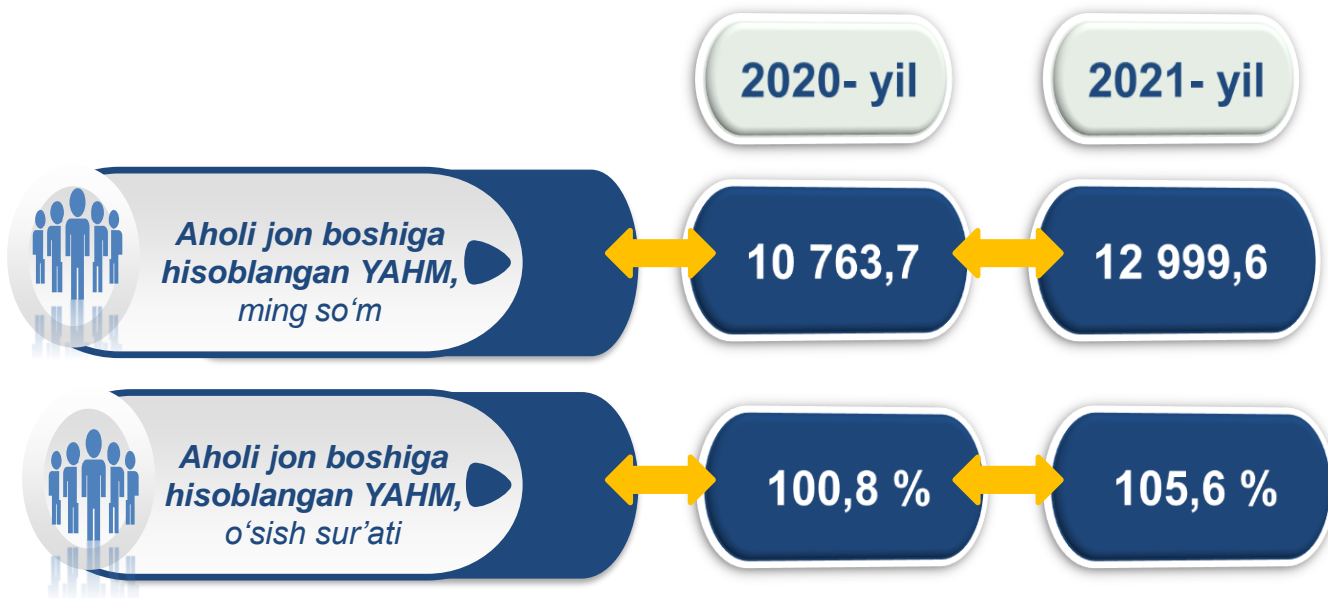 2020- yil
2021- yil
Aholi jon boshiga
hisoblangan YAHM,
ming so‘m
10 763,7
12 999,6
Aholi jon boshiga
hisoblangan YAHM,
o‘sish sur’ati
100,8 %
105,6 %